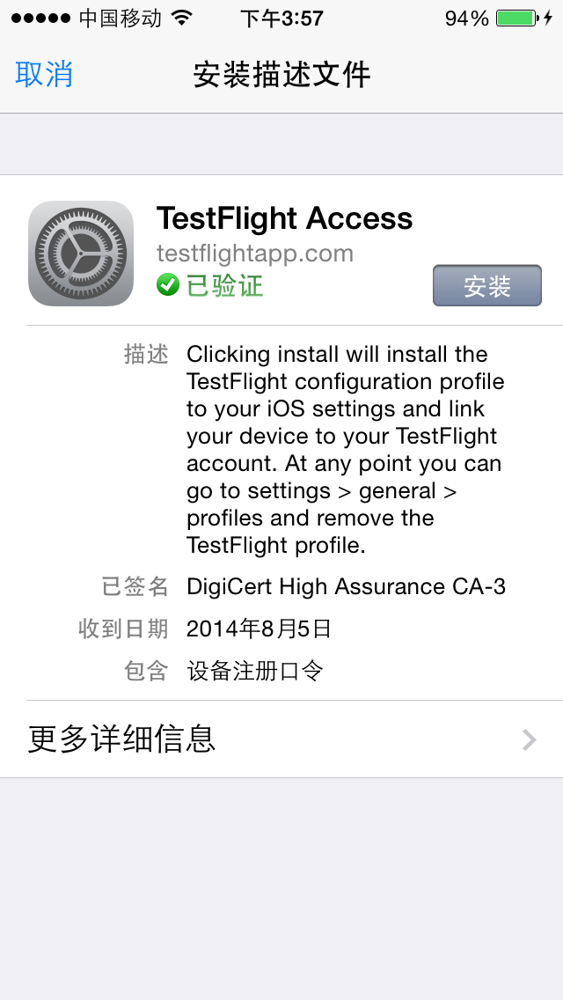 中国移动 下午3:57 94%
取消 安装描述文件
TestFlight Access
testflightapp.com
已验证
安装
描述 Clicking install will install the
TestFlight configuration profile
to your iOS settings and link
your device to your TestFlight
account. At any point you can
go to settings > general >
profiles and remove the
TestFlight profile.
已签名 DigiCert High Assurance CA-3
收到日期 2014年8月5日
包含 设备注册口令
更多详细信息